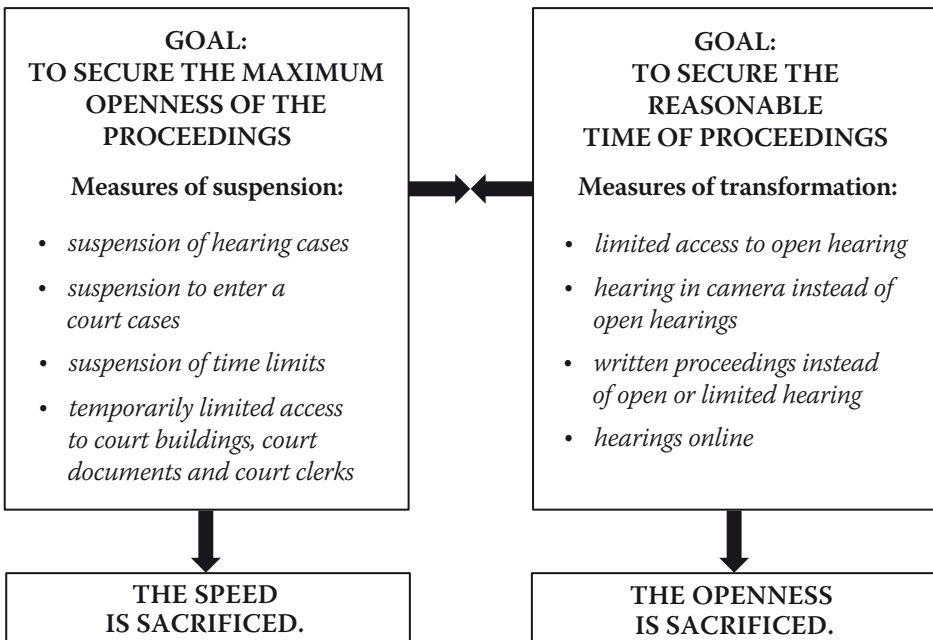 GOAL:
TO SECURE THE MAXIMUM
OPENNESS OF THE
PROCEEDINGS
Measures of suspension:
• suspension of hearing cases
• suspension to enter a
court cases
• suspension of time limits
• temporarily limited access
to court buildings, court
documents and court clerks
THE SPEED
IS SACRIFICED.
GOAL:
TO SECURE THE
REASONABLE
TIME OF PROCEEDINGS
Measures of transformation:
• limited access to open hearing
• hearing in camera instead of
open hearings
• written proceedings instead
of open or limited hearing
• hearings online
THE OPENNESS
IS SACRIFICED.